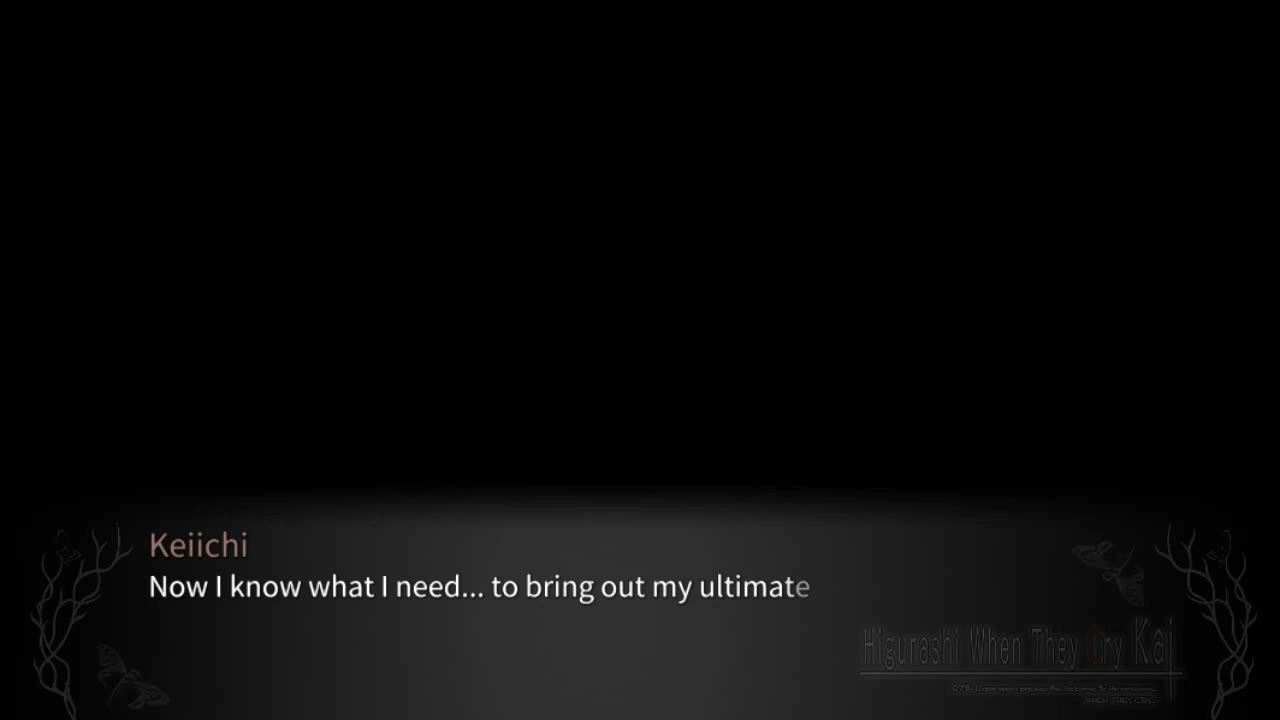 Keiichi
Now I know what I need... to bring out my ultimate
Higurashi When They Cry Kai